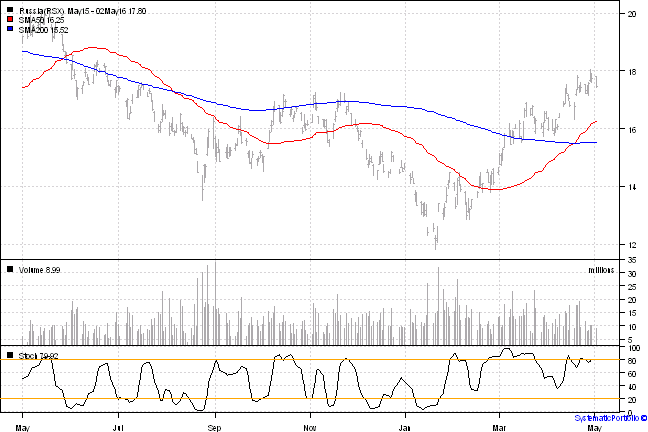 Russia(RSX) May15 - 02May16 17.80
SMA50 16.25
SMA200 15.52
20
18
16
14
12
Volume 8.99
millions
35
30
25
20
15
10
5
Stoch 79.92
100
80
60
40
20
0
May Jul Sep Nov Jan Mar May
SystematicPortfolio ©